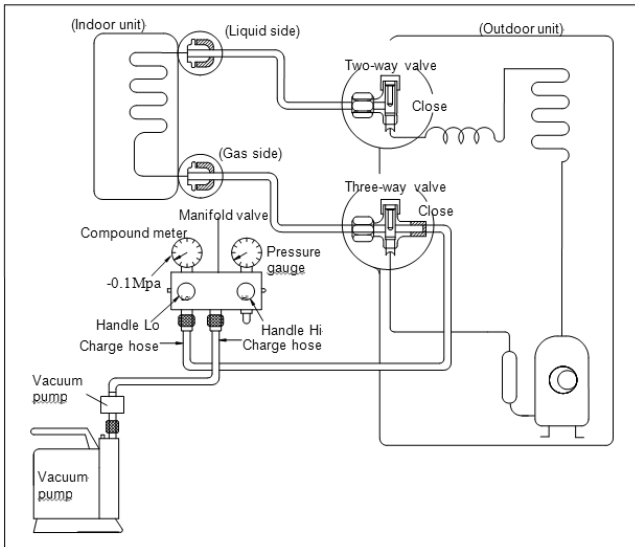 (Indoor unit)
(Liquid side)
(Outdoor unit)
Two-way valve
Close
(Gas side)
Three-way valve
Close
Manifold valve
Compound meter
Pressure
gauge
-0.1Mpa
Handle Lo
Handle Hi
Charge hose
Charge hose
Vacuum
pump
Vacuum
pump